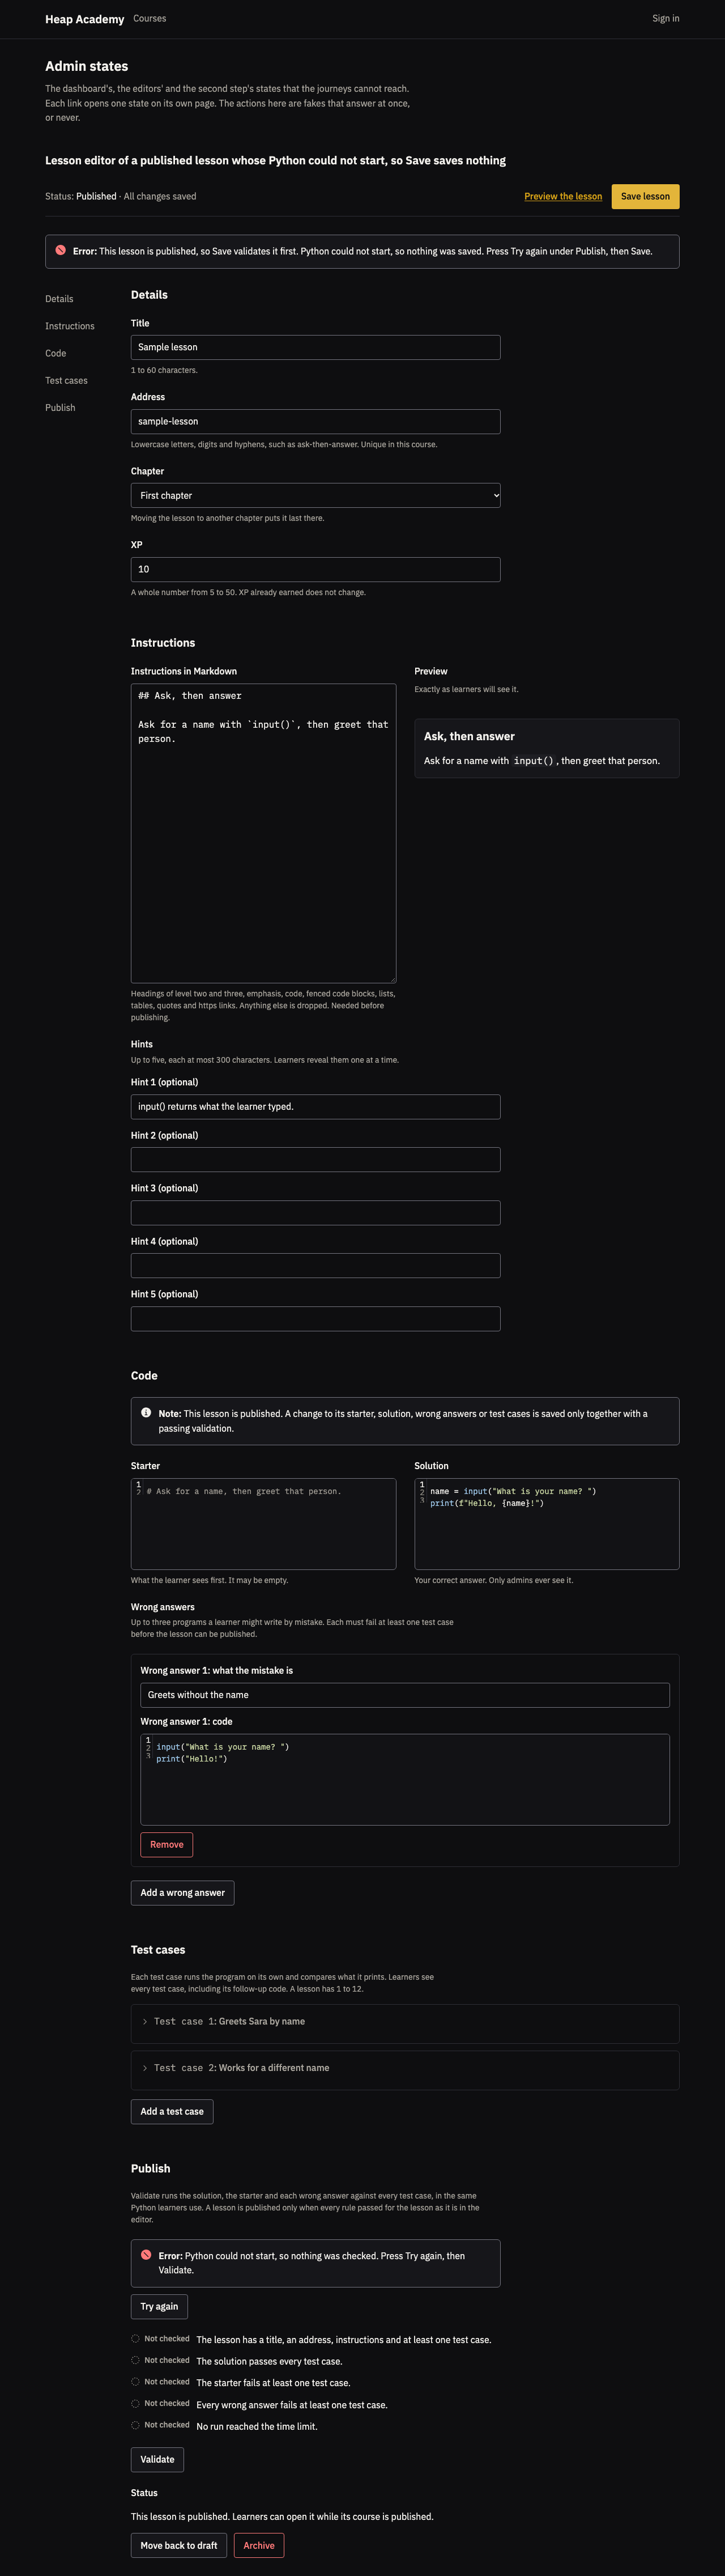 Heap Academy
Courses
Sign in
Admin states
The dashboard's, the editors' and the second step's states that the journeys cannot reach.
Each link opens one state on its own page. The actions here are fakes that answer at once,
or never.
Lesson editor of a published lesson whose Python could not start, so Save saves nothing
Status: Published · All changes saved
Preview the lesson
Save lesson
Error: This lesson is published, so Save validates it first. Python could not start, so nothing was saved. Press Try again under Publish, then Save.
Details
Instructions
Code
Test cases
Publish
Details
Title
Sample lesson
1 to 60 characters.
Address
sample-lesson
Lowercase letters, digits and hyphens, such as ask-then-answer. Unique in this course.
Chapter
First chapter
Moving the lesson to another chapter puts it last there.
XP
10
A whole number from 5 to 50. XP already earned does not change.
Instructions
Instructions in Markdown
## Ask, then answer
Ask for a name with `input()`, then greet that
person.
Headings of level two and three, emphasis, code, fenced code blocks, lists,
tables, quotes and https links. Anything else is dropped. Needed before
publishing.
Preview
Exactly as learners will see it.
Ask, then answer
Ask for a name with input(), then greet that person.
Hints
Up to five, each at most 300 characters. Learners reveal them one at a time.
Hint 1 (optional)
input() returns what the learner typed.
Hint 2 (optional)
Hint 3 (optional)
Hint 4 (optional)
Hint 5 (optional)
Code
Note: This lesson is published. A change to its starter, solution, wrong answers or test cases is saved only together with a
passing validation.
Starter
1
2
# Ask for a name, then greet that person.
What the learner sees first. It may be empty.
Solution
1
2
3
name = input("What is your name? ")
print(f"Hello, {name}!")
Your correct answer. Only admins ever see it.
Wrong answers
Up to three programs a learner might write by mistake. Each must fail at least one test case
before the lesson can be published.
Wrong answer 1: what the mistake is
Greets without the name
Wrong answer 1: code
1
2
3
input("What is your name? ")
print("Hello!")
Remove
Add a wrong answer
Test cases
Each test case runs the program on its own and compares what it prints. Learners see
every test case, including its follow-up code. A lesson has 1 to 12.
Test case 1: Greets Sara by name
Test case 2: Works for a different name
Add a test case
Publish
Validate runs the solution, the starter and each wrong answer against every test case, in the same
Python learners use. A lesson is published only when every rule passed for the lesson as it is in the
editor.
Error: Python could not start, so nothing was checked. Press Try again, then
Validate.
Try again
Not checked The lesson has a title, an address, instructions and at least one test case.
Not checked The solution passes every test case.
Not checked The starter fails at least one test case.
Not checked Every wrong answer fails at least one test case.
Not checked No run reached the time limit.
Validate
Status
This lesson is published. Learners can open it while its course is published.
Move back to draft
Archive